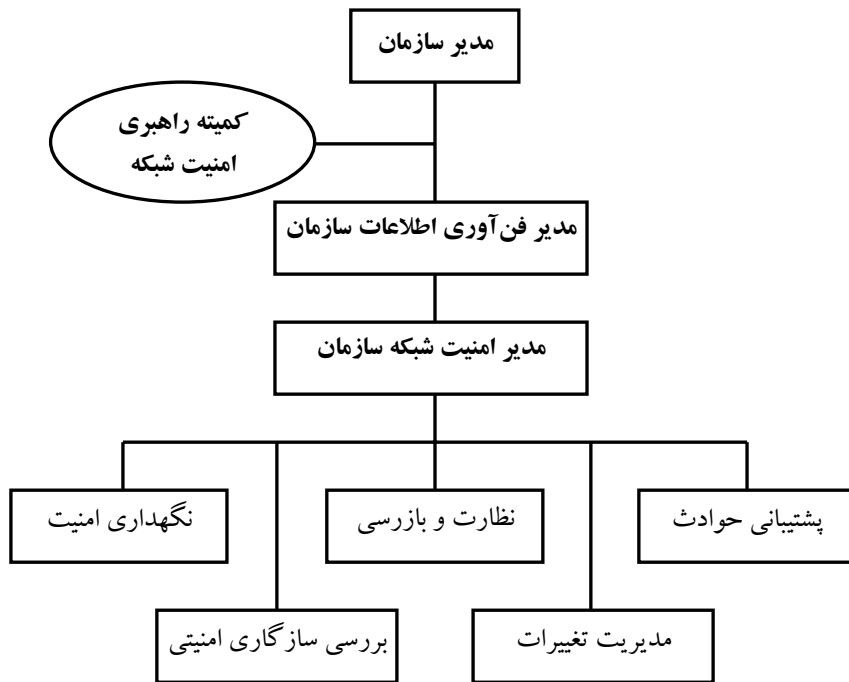 مدیر سازمان
کمیته راهبری
امنیت شبکه
مدیر فن‌آوری اطلاعات سازمان
مدیر امنیت شبکه سازمان
پشتیبانی حوادث
نظارت و بازرسی
نگهداری امنیت
مدیریت تغییرات
بررسی سازگاری امنیتی